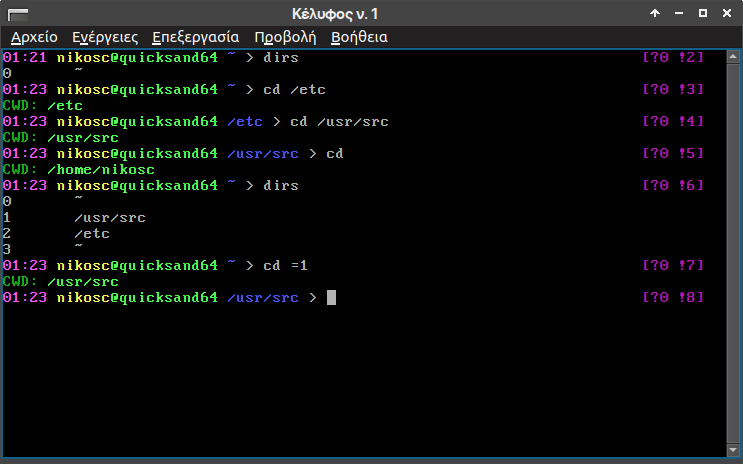 Κέλυφος ν. 1
Αρχείο Ενέργειες Επεξεργασία Προβολή Βοήθεια
01:21 nikosc@quicksand64 ~ > dirs [?0 !2]
0 ~
01:23 nikosc@quicksand64 ~ > cd /etc [?0 !3]
CWD: /etc
01:23 nikosc@quicksand64 /etc > cd /usr/src [?0 !4]
CWD: /usr/src
01:23 nikosc@quicksand64 /usr/src > cd [?0 !5]
CWD: /home/nikosc
01:23 nikosc@quicksand64 ~ > dirs [?0 !6]
0 ~
1 /usr/src
2 /etc
3 ~
01:23 nikosc@quicksand64 ~ > cd =1 [?0 !7]
CWD: /usr/src
01:23 nikosc@quicksand64 /usr/src > [?0 !8]